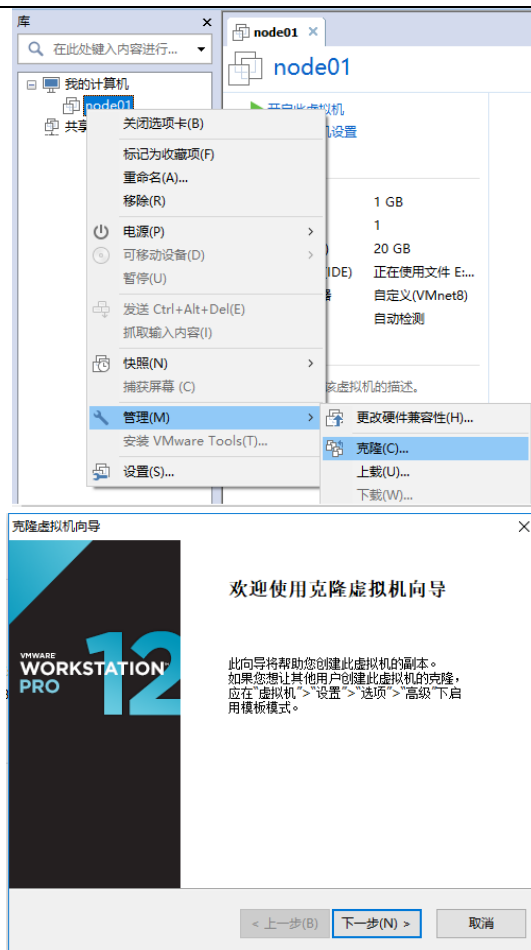 库
×
node01 ×
在此处键入内容进行...
node01
我的计算机
node01
开启此虚拟机
共享
关闭选项卡(B)
机设置
标记为收藏项(F)
重命名(A)...
移除(R)
1 GB
电源(P)
1
可移动设备(D)
20 GB
暂停(U)
IDE)
正在使用文件 E:...
发送 Ctrl+Alt+Del(E)
自定义(VMnet8)
抓取输入内容(I)
自动检测
快照(N)
捕获屏幕 (C)
该虚拟机的描述。
管理(M)
更改硬件兼容性(H)...
安装 VMware Tools(T)...
克隆(C)...
设置(S)...
上载(U)...
下载(W)...
克隆虚拟机向导
×
欢迎使用克隆虚拟机向导
VMWARE
WORKSTATION
PRO
12
此向导将帮助您创建此虚拟机的副本。
如果您想让其他用户创建此虚拟机的克隆，
应在"虚拟机">"设置">"选项">"高级"下启
用模板模式。
< 上一步(B)
下一步(N) >
取消